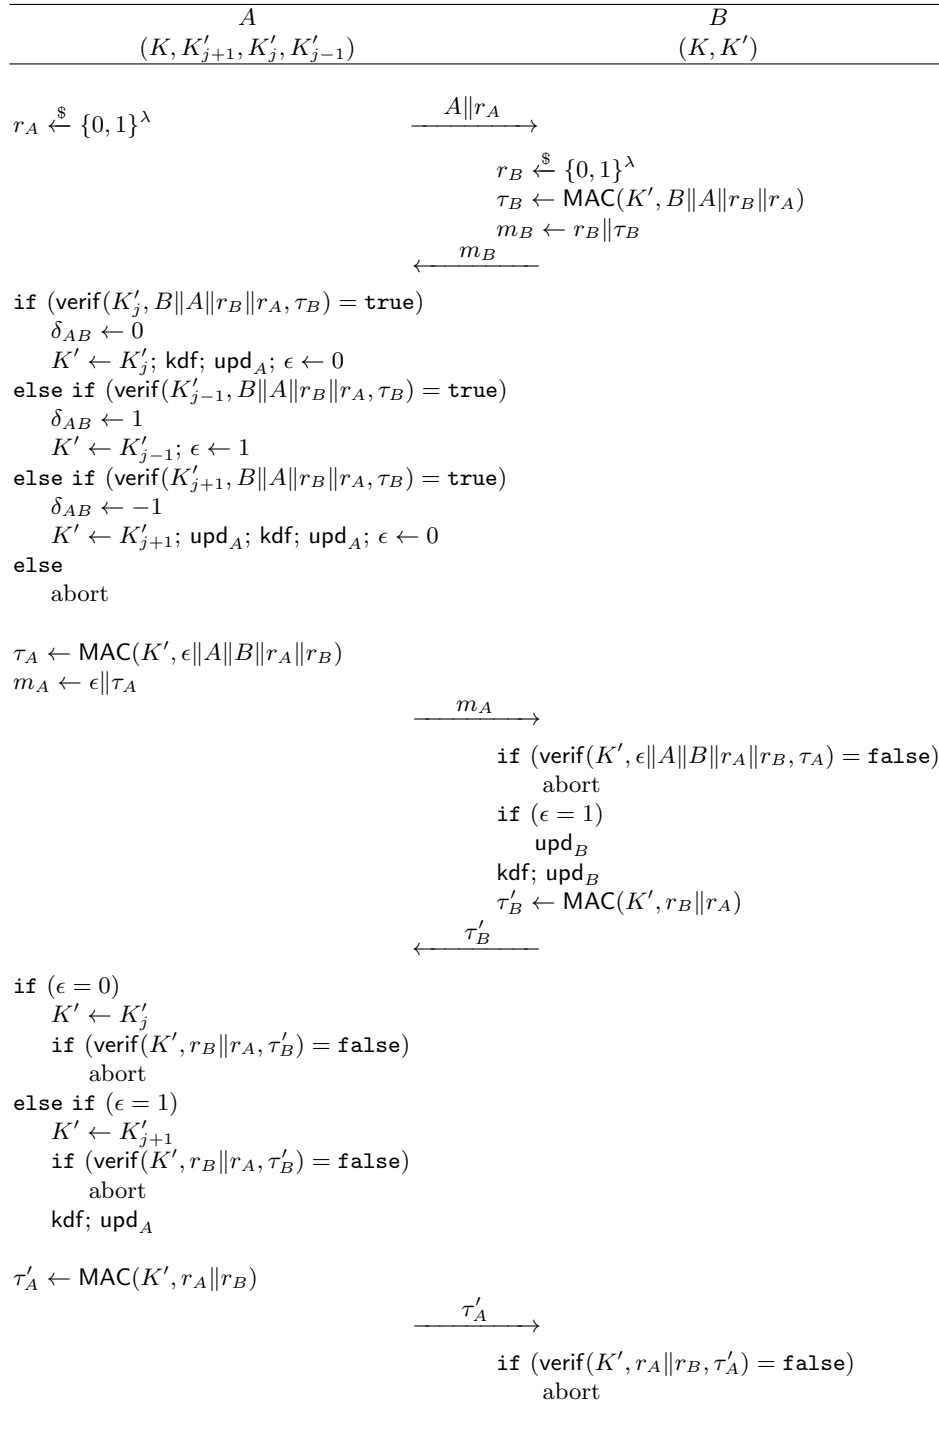 A B
(K, K′_{j+1}, K′_j, K′_{j−1}) (K, K′)
r_A ←$ {0, 1}^λ A‖r_A
r_B ←$ {0, 1}^λ
τ_B ← MAC(K′, B‖A‖r_B‖r_A)
m_B ← r_B‖τ_B
m_B
if (verif(K′_j, B‖A‖r_B‖r_A, τ_B) = true)
δ_{AB} ← 0
K′ ← K′_j; kdf; upd_A; ϵ ← 0
else if (verif(K′_{j−1}, B‖A‖r_B‖r_A, τ_B) = true)
δ_{AB} ← 1
K′ ← K′_{j−1}; ϵ ← 1
else if (verif(K′_{j+1}, B‖A‖r_B‖r_A, τ_B) = true)
δ_{AB} ← −1
K′ ← K′_{j+1}; upd_A; kdf; upd_A; ϵ ← 0
else
abort
τ_A ← MAC(K′, ϵ‖A‖B‖r_A‖r_B)
m_A ← ϵ‖τ_A
m_A
if (verif(K′, ϵ‖A‖B‖r_A‖r_B, τ_A) = false)
abort
if (ϵ = 1)
upd_B
kdf; upd_B
τ′_B ← MAC(K′, r_B‖r_A)
τ′_B
if (ϵ = 0)
K′ ← K′_j
if (verif(K′, r_B‖r_A, τ′_B) = false)
abort
else if (ϵ = 1)
K′ ← K′_{j+1}
if (verif(K′, r_B‖r_A, τ′_B) = false)
abort
kdf; upd_A
τ′_A ← MAC(K′, r_A‖r_B)
τ′_A
if (verif(K′, r_A‖r_B, τ′_A) = false)
abort